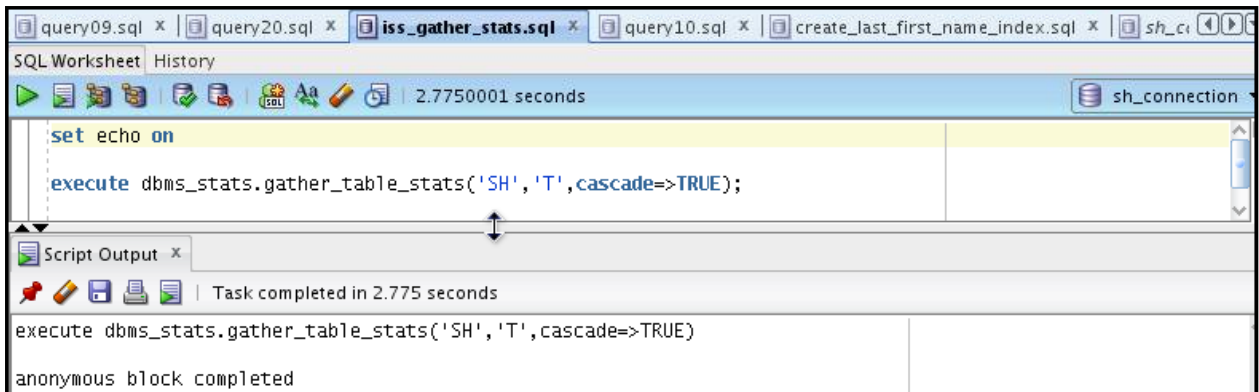 query09.sql x query20.sql x iss_gather_stats.sql x query10.sql x create_last_first_name_index.sql x
SQL Worksheet History
SQL Aa 2.7750001 seconds sh_connection
set echo on
execute dbms_stats.gather_table_stats('SH','T',cascade=>TRUE);
Script Output x
Task completed in 2.775 seconds
execute dbms_stats.gather_table_stats('SH','T',cascade=>TRUE)
anonymous block completed